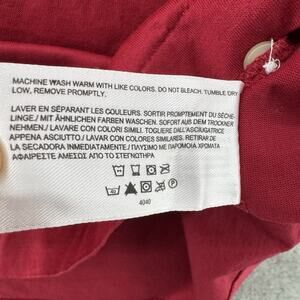 MACHINE WASH WARM WITH LIKE COLORS. DO NOT BLEACH. TUMBLE DRY
LOW, REMOVE PROMPTLY.
LAVER EN SÉPARANT LES COULEURS. SORTIR PROMPTEMENT DU SÈCHE-
LINGE./ MIT ÄHNLICHEN FARBEN WASCHEN. SOFORT AUS DEM TROCKNER
NEHMEN./ LAVARE CON COLORI SIMILI. TOGLIERE DALL'ASCIUGATRICE
APPENA ASCIUTTO./ LAVAR CON COLORES SIMILARES. RETIRAR DE
LA SECADORA INMEDIATAMENTE./ ΠΛΥΣΙΜΟ ΜΕ ΠΑΡΟΜΟΙΑ ΧΡΩΜΑΤΑ
ΑΦΑΙΡΕΣΤΕ ΑΜΕΣΩΣ ΑΠΟ ΤΟ ΣΤΕΓΝΩΤΗΡΙΟ
4040